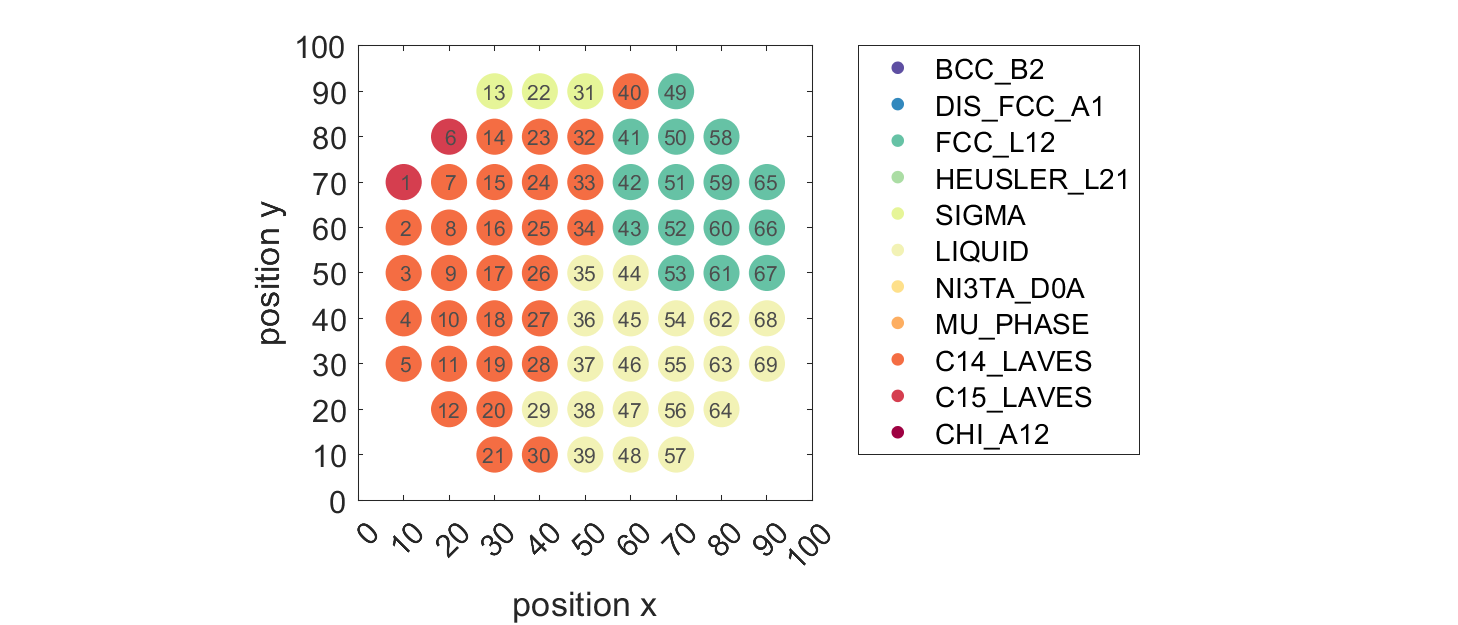 100
90
80
70
60
50
40
30
20
10
0
position y
13 22 31 40 49
6 14 23 32 41 50 58
1 7 15 24 33 42 51 59 65
2 8 16 25 34 43 52 60 66
3 9 17 26 35 44 53 61 67
4 10 18 27 36 45 54 62 68
5 11 19 28 37 46 55 63 69
12 20 29 38 47 56 64
21 30 39 48 57
0 10 20 30 40 50 60 70 80 90 100
position x
BCC_B2
DIS_FCC_A1
FCC_L12
HEUSLER_L21
SIGMA
LIQUID
NI3TA_D0A
MU_PHASE
C14_LAVES
C15_LAVES
CHI_A12